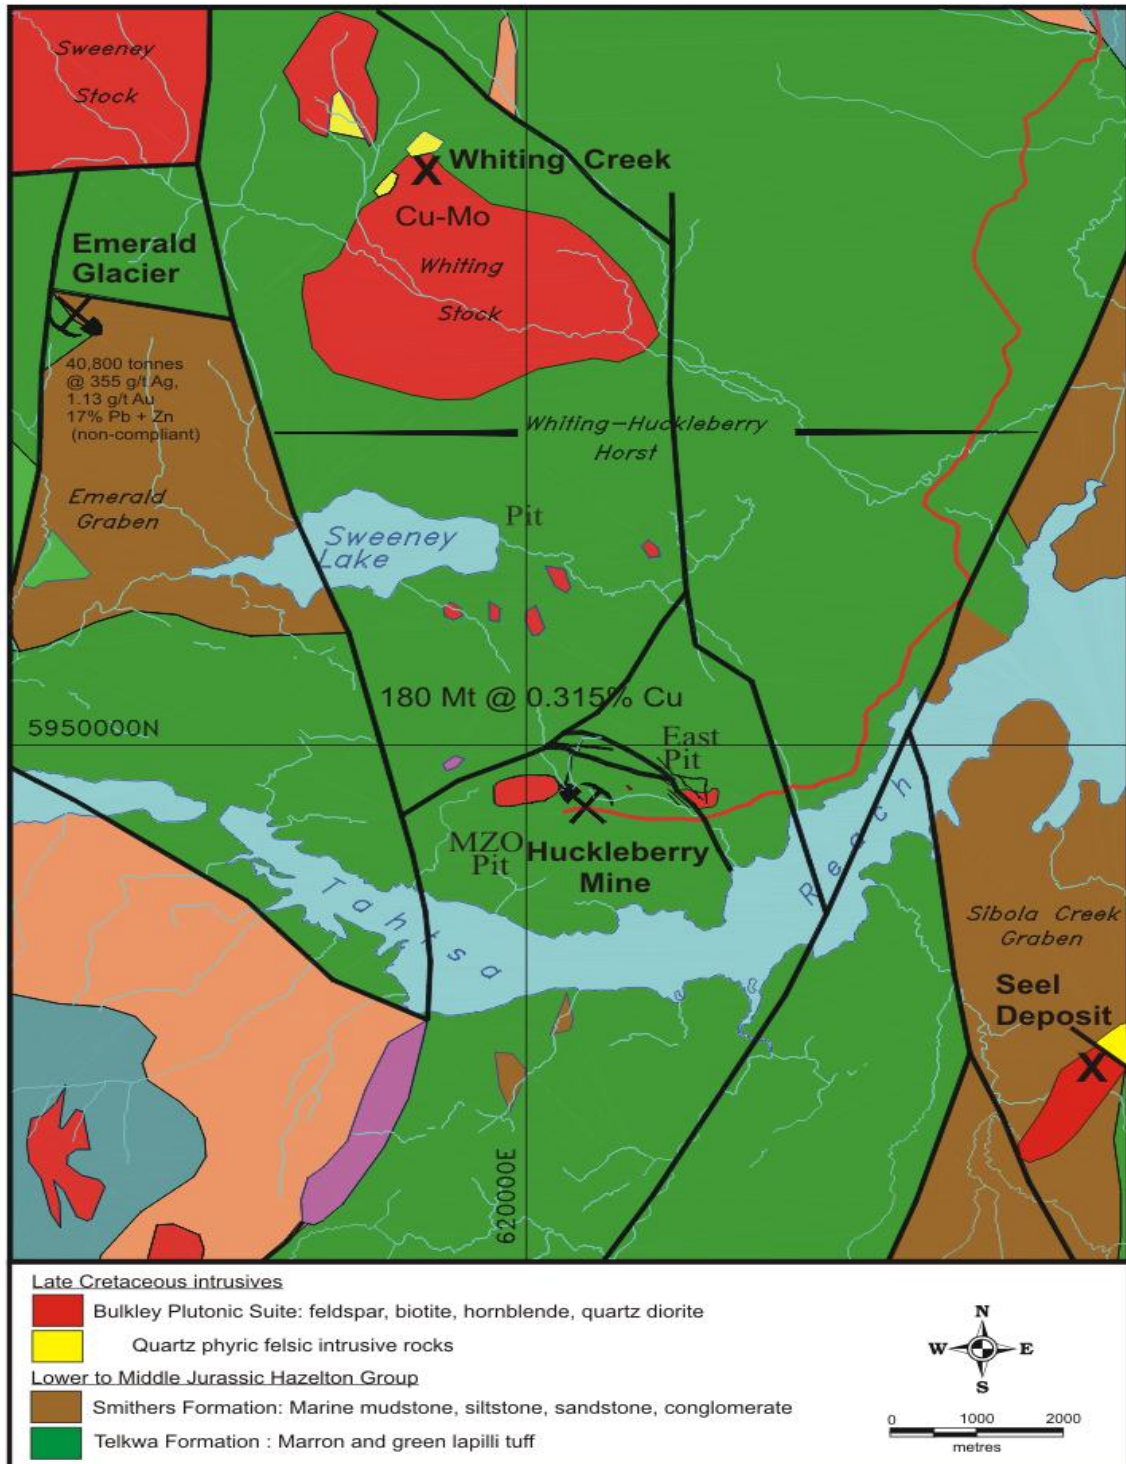 Sweeney
Stock
Whiting Creek
Cu-Mo
Emerald
Glacier
Whiting
Stock
40,800 tonnes
@ 355 g/t Ag,
1.13 g/t Au
17% Pb + Zn
(non-compliant)
Whiting-Huckleberry
Horst
Emerald
Graben
Pit
Sweeney
Lake
180 Mt @ 0.315% Cu
5950000N
East
Pit
MZO
Pit
Huckleberry
Mine
Tahtsa
Reach
Sibola Creek
Graben
Seel
Deposit
620000E
Late Cretaceous intrusives
Bulkley Plutonic Suite: feldspar, biotite, hornblende, quartz diorite
Quartz phyric felsic intrusive rocks
Lower to Middle Jurassic Hazelton Group
Smithers Formation: Marine mudstone, siltstone, sandstone, conglomerate
Telkwa Formation : Marron and green lapilli tuff
N
W E
S
0 1000 2000
metres